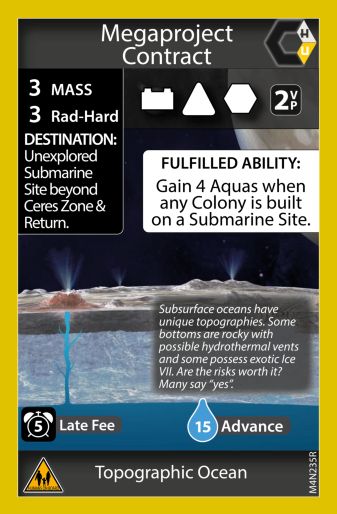 Megaproject
Contract
H
U
3 MASS
3 Rad-Hard
2 VP
DESTINATION:
Unexplored
Submarine
Site beyond
Ceres Zone &
Return.
FULFILLED ABILITY:
Gain 4 Aquas when
any Colony is built
on a Submarine Site.
Subsurface oceans have
unique topographies. Some
bottoms are rocky with
possible hydrothermal vents
and some possess exotic Ice
VII. Are the risks worth it?
Many say “yes”.
5 Late Fee
15 Advance
Topographic Ocean
M4N235R